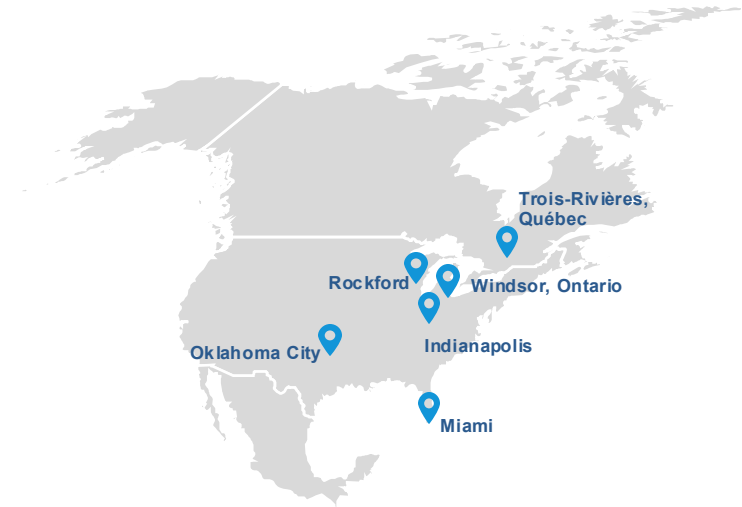 Trois-Rivières,
Québec
Rockford
Windsor, Ontario
Indianapolis
Oklahoma City
Miami